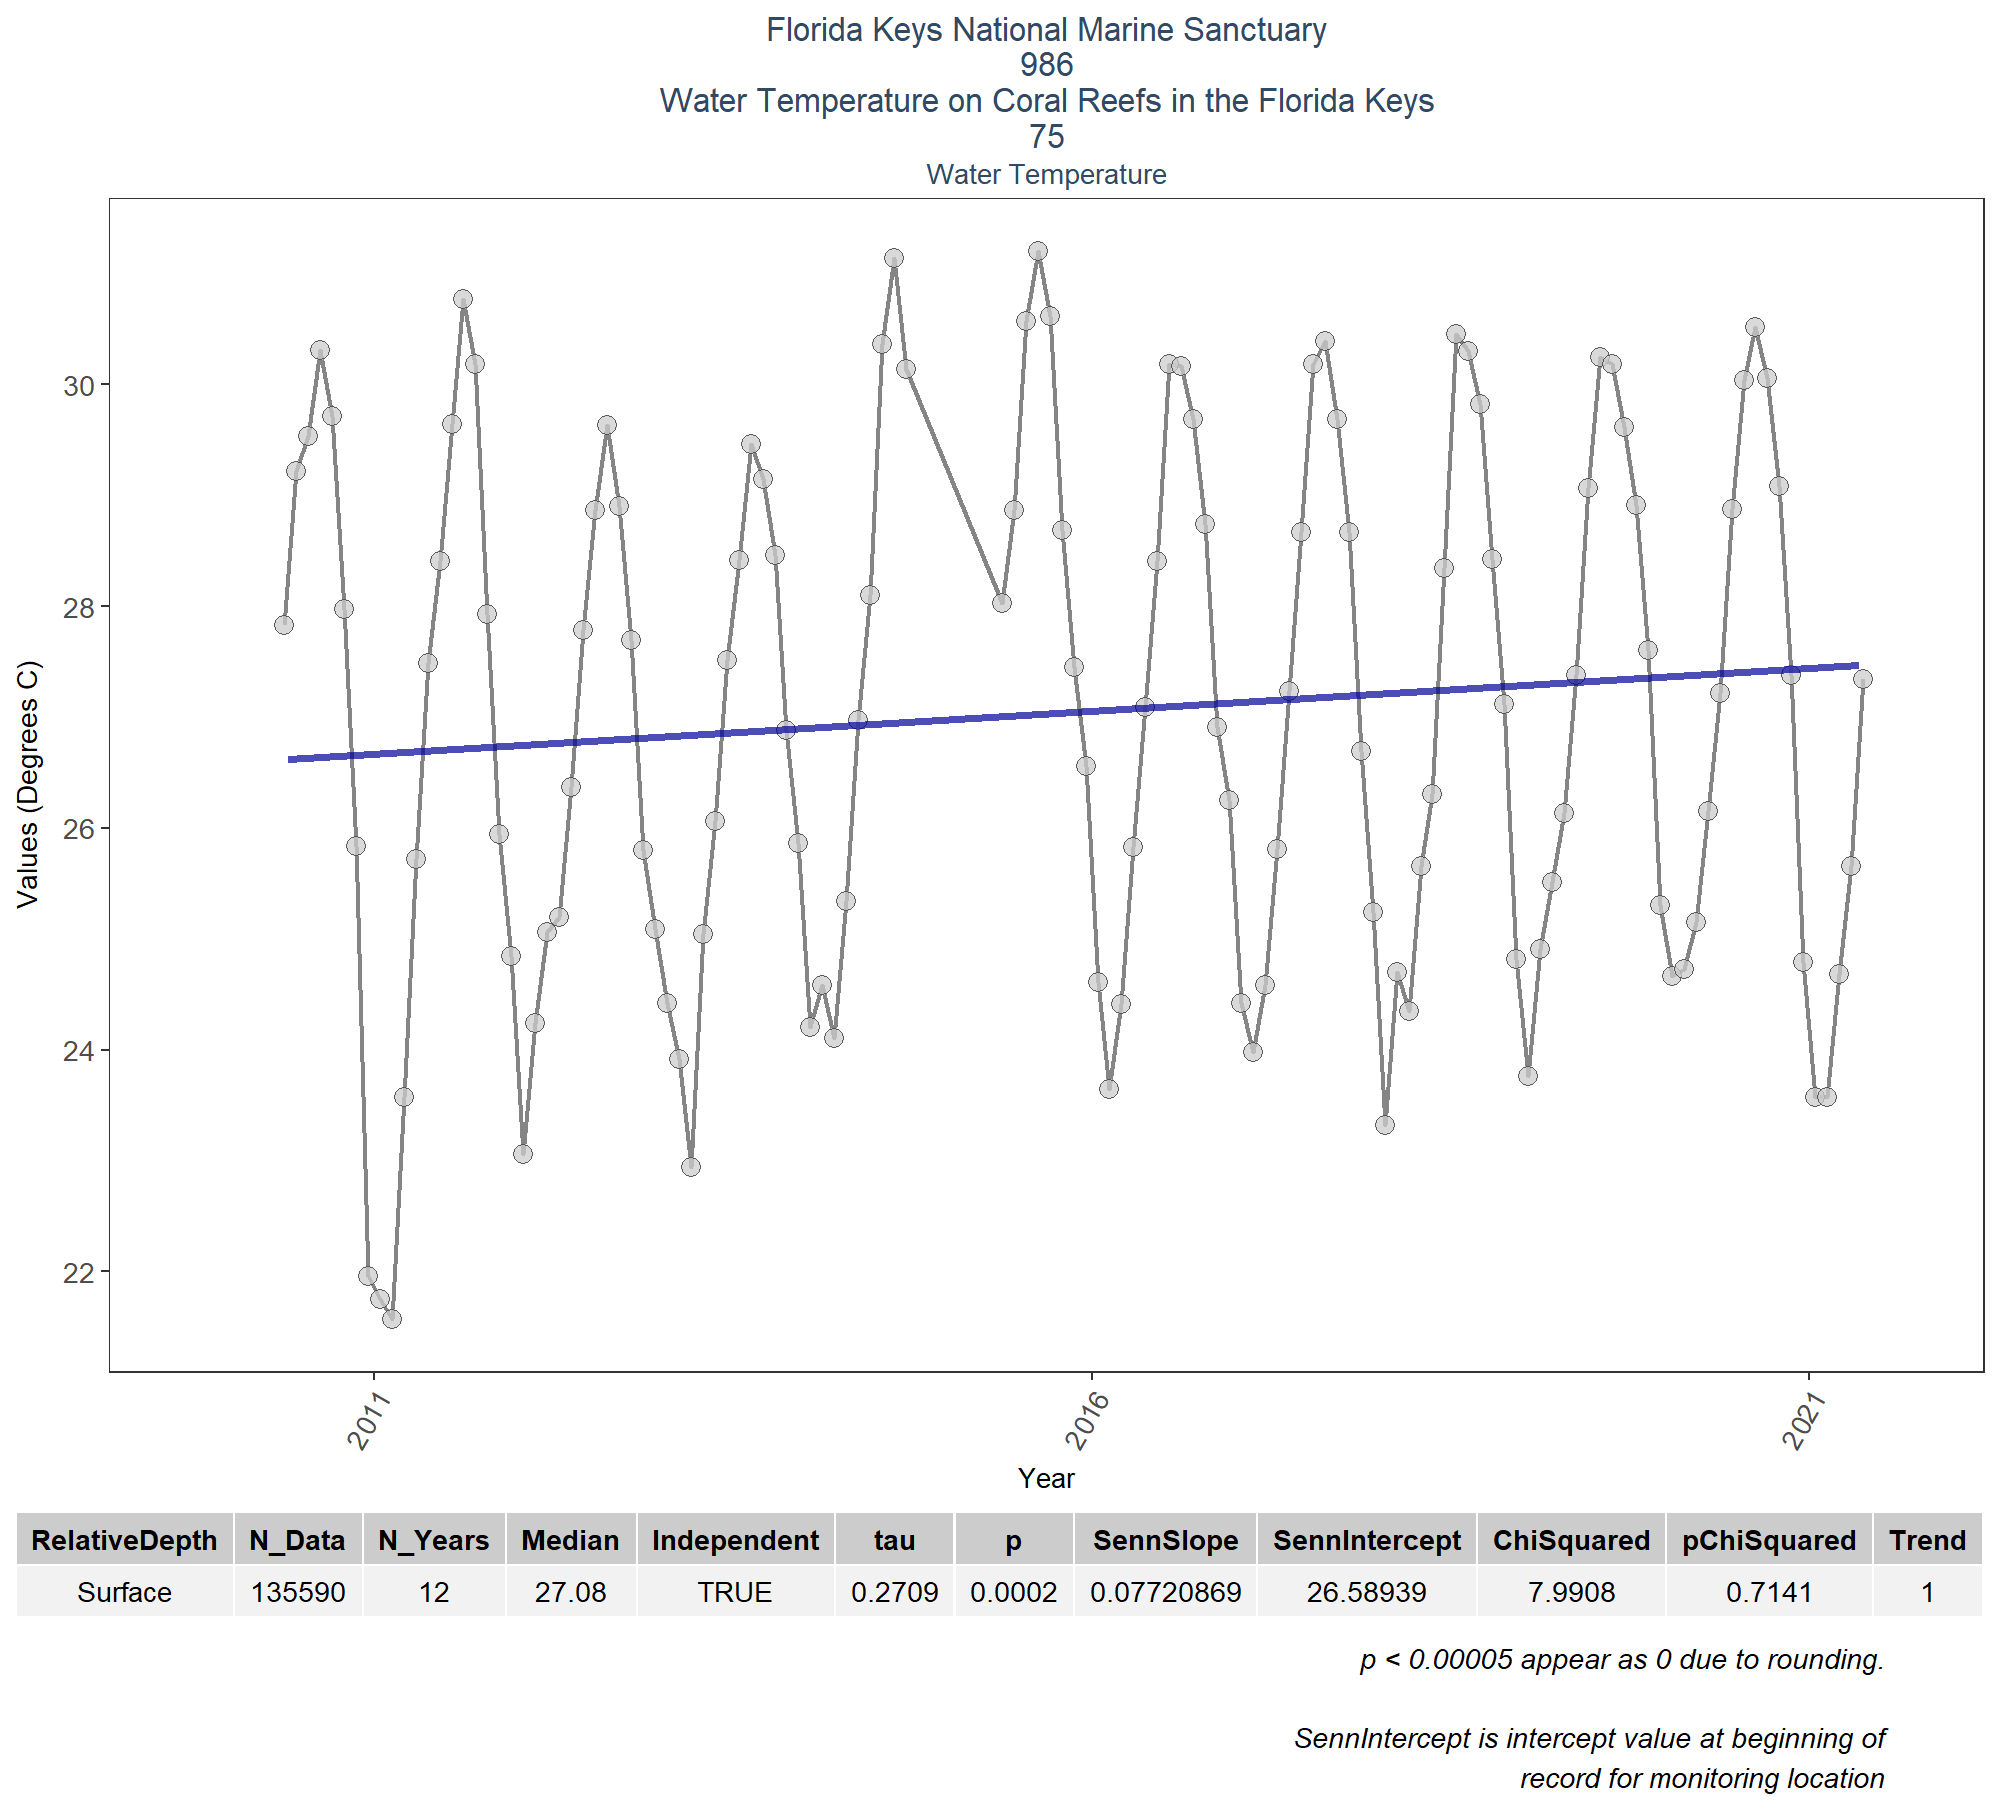 Florida Keys National Marine Sanctuary
986
Water Temperature on Coral Reefs in the Florida Keys
75
Water Temperature
30
28
26
24
22
Values (Degrees C)
2011 2016 2021
Year
RelativeDepth N_Data N_Years Median Independent tau p SennSlope SennIntercept ChiSquared pChiSquared Trend
Surface 135590 12 27.08 TRUE 0.2709 0.0002 0.07720869 26.58939 7.9908 0.7141 1
p < 0.00005 appear as 0 due to rounding.
SennIntercept is intercept value at beginning of
record for monitoring location